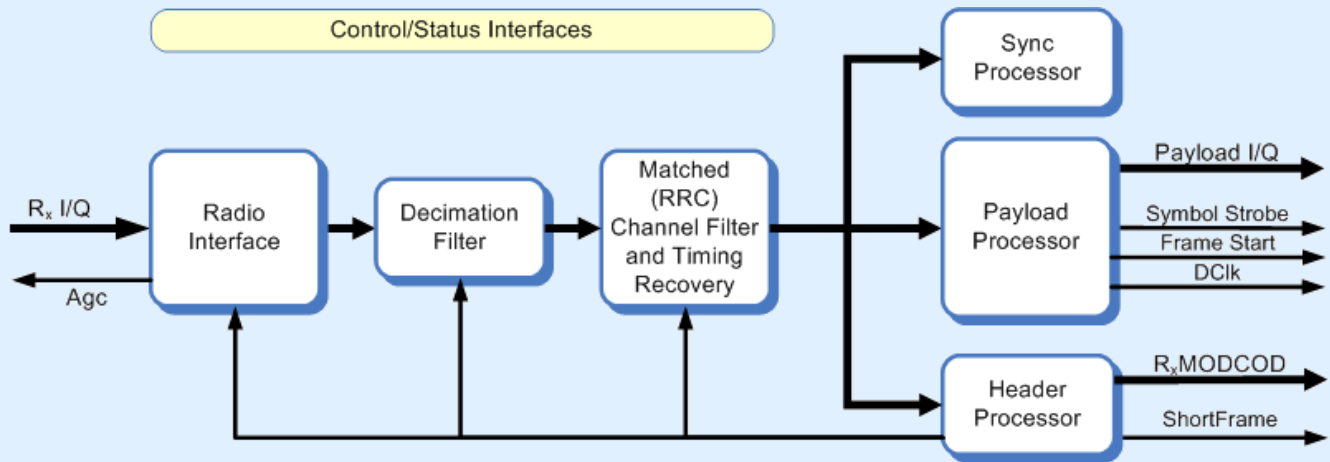 Control/Status Interfaces
Sync
Processor
Rx I/Q
Agc
Radio
Interface
Decimation
Filter
Matched
(RRC)
Channel Filter
and Timing
Recovery
Payload
Processor
Payload I/Q
Symbol Strobe
Frame Start
DClk
Header
Processor
RxMODCOD
ShortFrame